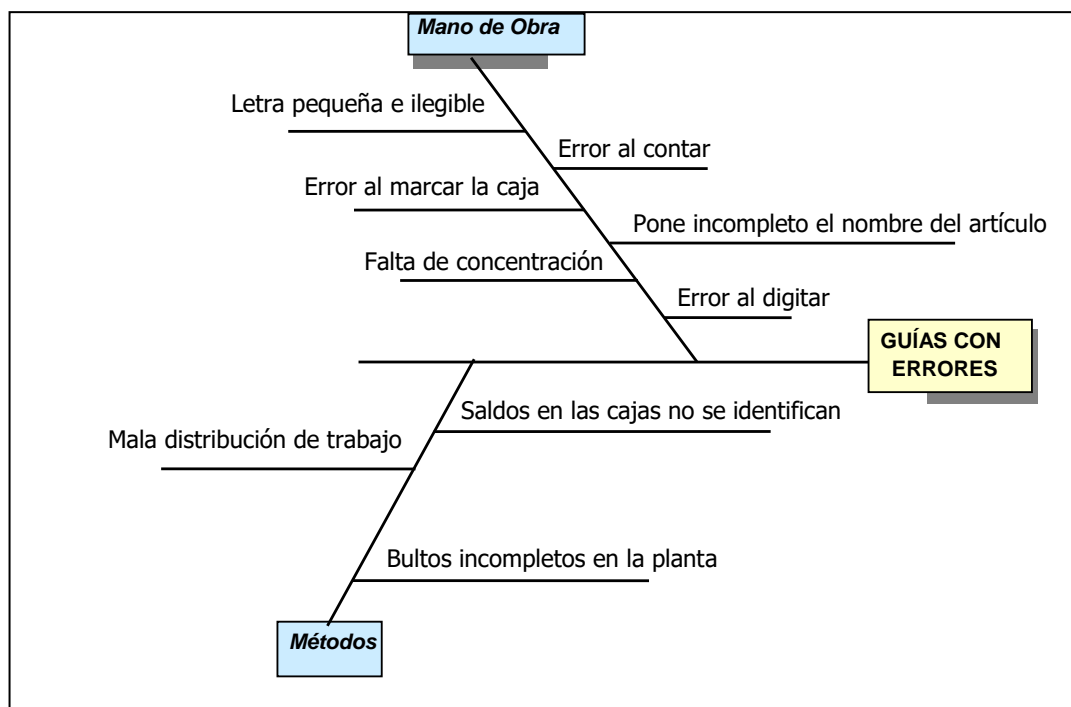 Mano de Obra
Letra pequeña e ilegible
Error al contar
Error al marcar la caja
Pone incompleto el nombre del artículo
Falta de concentración
Error al digitar
GUÍAS CON
ERRORES
Saldos en las cajas no se identifican
Mala distribución de trabajo
Bultos incompletos en la planta
Métodos